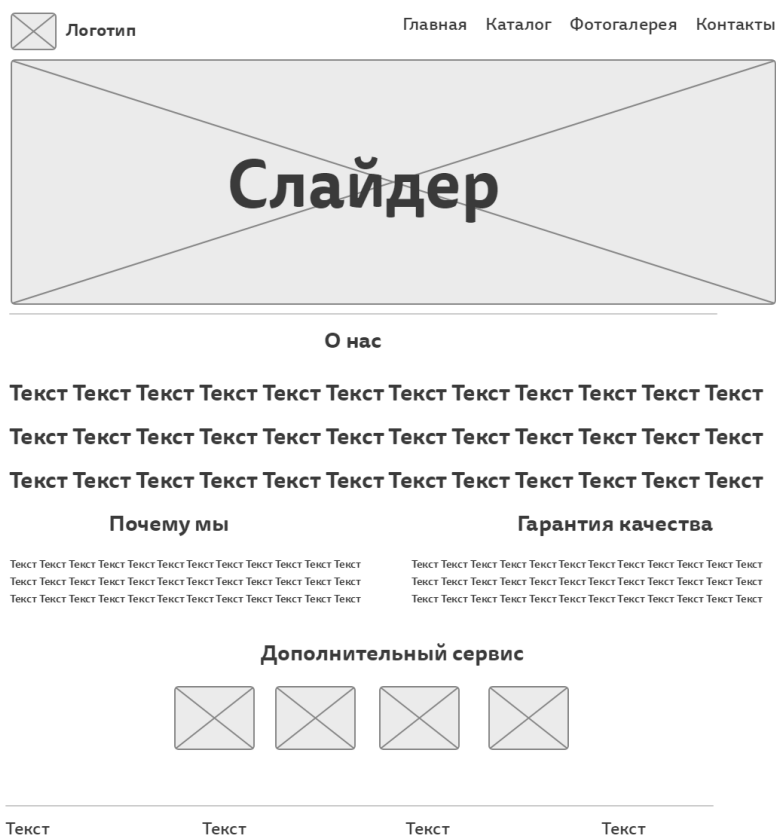 Логотип
Главная Каталог Фотогалерея Контакты
Слайдер
О нас
Текст Текст Текст Текст Текст Текст Текст Текст Текст Текст Текст Текст
Текст Текст Текст Текст Текст Текст Текст Текст Текст Текст Текст Текст
Текст Текст Текст Текст Текст Текст Текст Текст Текст Текст Текст Текст
Почему мы
Текст Текст Текст Текст Текст Текст Текст Текст Текст Текст Текст Текст
Текст Текст Текст Текст Текст Текст Текст Текст Текст Текст Текст Текст
Текст Текст Текст Текст Текст Текст Текст Текст Текст Текст Текст Текст
Гарантия качества
Текст Текст Текст Текст Текст Текст Текст Текст Текст Текст Текст Текст
Текст Текст Текст Текст Текст Текст Текст Текст Текст Текст Текст Текст
Текст Текст Текст Текст Текст Текст Текст Текст Текст Текст Текст Текст
Дополнительный сервис
Текст Текст Текст Текст